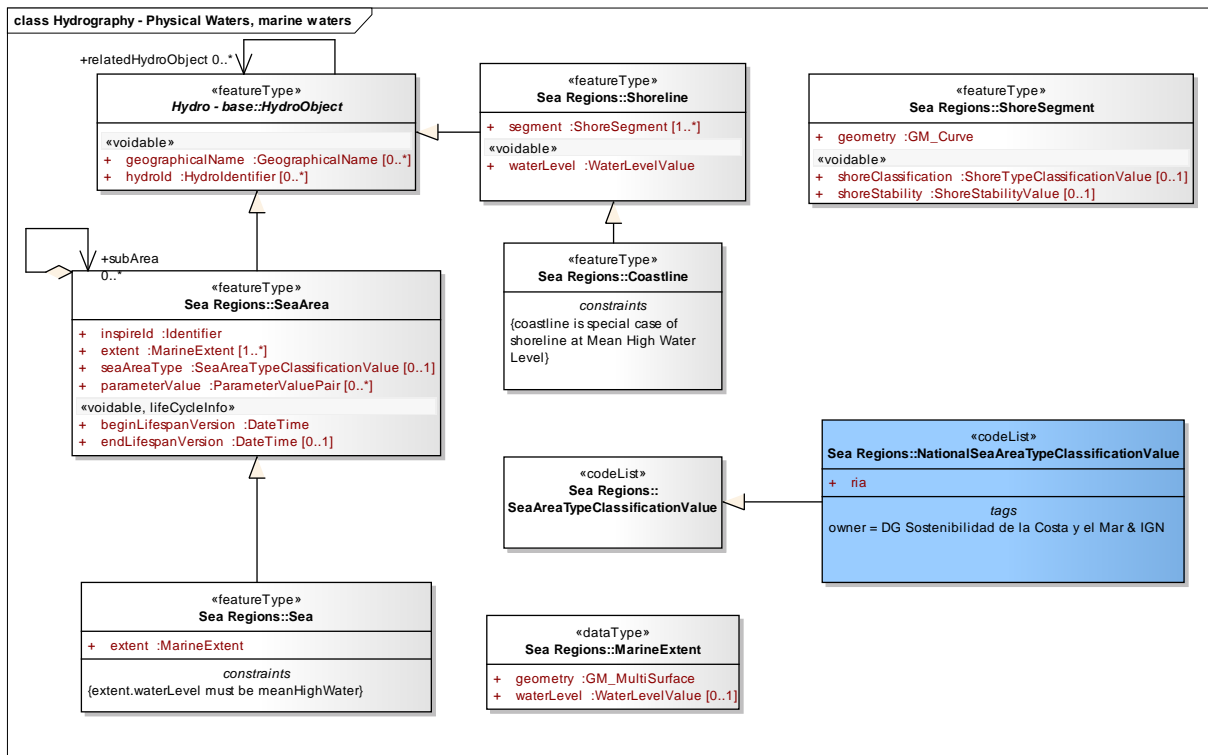 class Hydrography - Physical Waters, marine waters
+relatedHydroObject 0..*
«featureType»
Hydro - base::HydroObject
«voidable»
+ geographicalName :GeographicalName [0..*]
+ hydroId :HydroIdentifier [0..*]
«featureType»
Sea Regions::Shoreline
+ segment :ShoreSegment [1..*]
«voidable»
+ waterLevel :WaterLevelValue
«featureType»
Sea Regions::ShoreSegment
+ geometry :GM_Curve
«voidable»
+ shoreClassification :ShoreTypeClassificationValue [0..1]
+ shoreStability :ShoreStabilityValue [0..1]
+subArea
0..*
«featureType»
Sea Regions::SeaArea
+ inspireId :Identifier
+ extent :MarineExtent [1..*]
+ seaAreaType :SeaAreaTypeClassificationValue [0..1]
+ parameterValue :ParameterValuePair [0..*]
«voidable, lifeCycleInfo»
+ beginLifespanVersion :DateTime
+ endLifespanVersion :DateTime [0..1]
«featureType»
Sea Regions::Coastline
constraints
{coastline is special case of
shoreline at Mean High Water
Level}
«codeList»
Sea Regions::
SeaAreaTypeClassificationValue
«codeList»
Sea Regions::NationalSeaAreaTypeClassificationValue
+ ria
tags
owner = DG Sostenibilidad de la Costa y el Mar & IGN
«featureType»
Sea Regions::Sea
+ extent :MarineExtent
constraints
{extent.waterLevel must be meanHighWater}
«dataType»
Sea Regions::MarineExtent
+ geometry :GM_MultiSurface
+ waterLevel :WaterLevelValue [0..1]